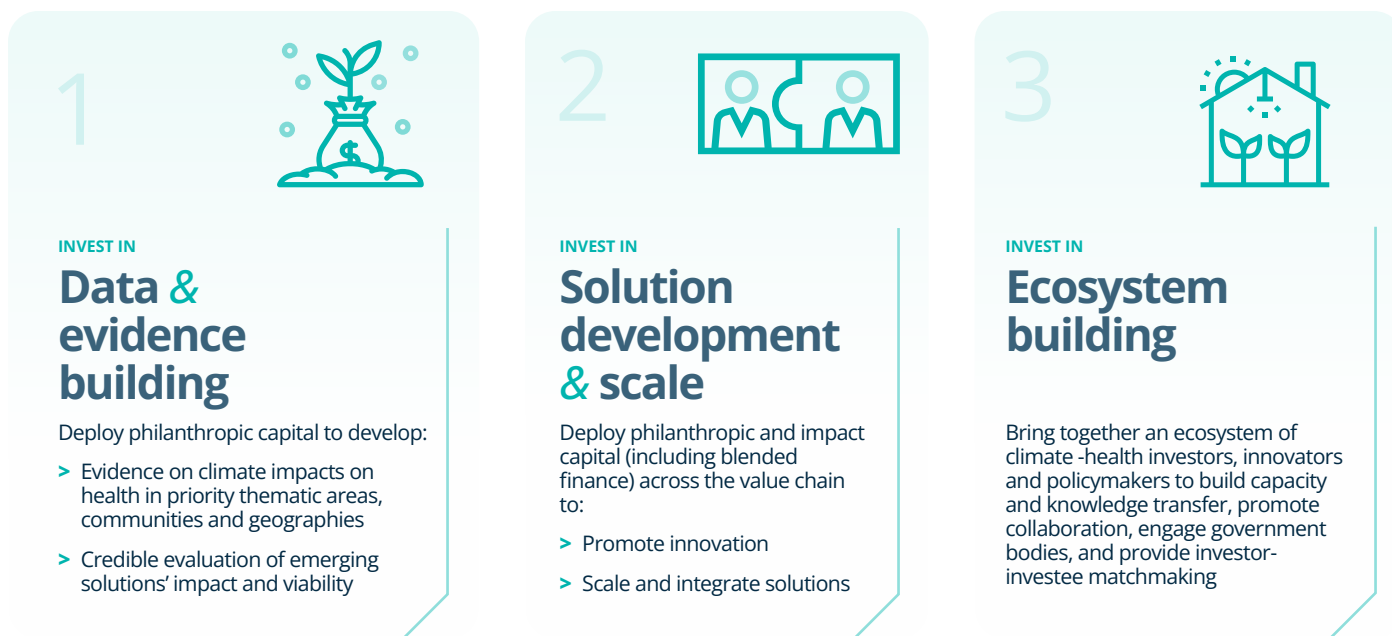 1
INVEST IN
Data &
evidence
building
Deploy philanthropic capital to develop:
> Evidence on climate impacts on
health in priority thematic areas,
communities and geographies
> Credible evaluation of emerging
solutions’ impact and viability
2
INVEST IN
Solution
development
& scale
Deploy philanthropic and impact
capital (including blended
finance) across the value chain
to:
> Promote innovation
> Scale and integrate solutions
3
INVEST IN
Ecosystem
building
Bring together an ecosystem of
climate -health investors, innovators
and policymakers to build capacity
and knowledge transfer, promote
collaboration, engage government
bodies, and provide investor-
investee matchmaking
$